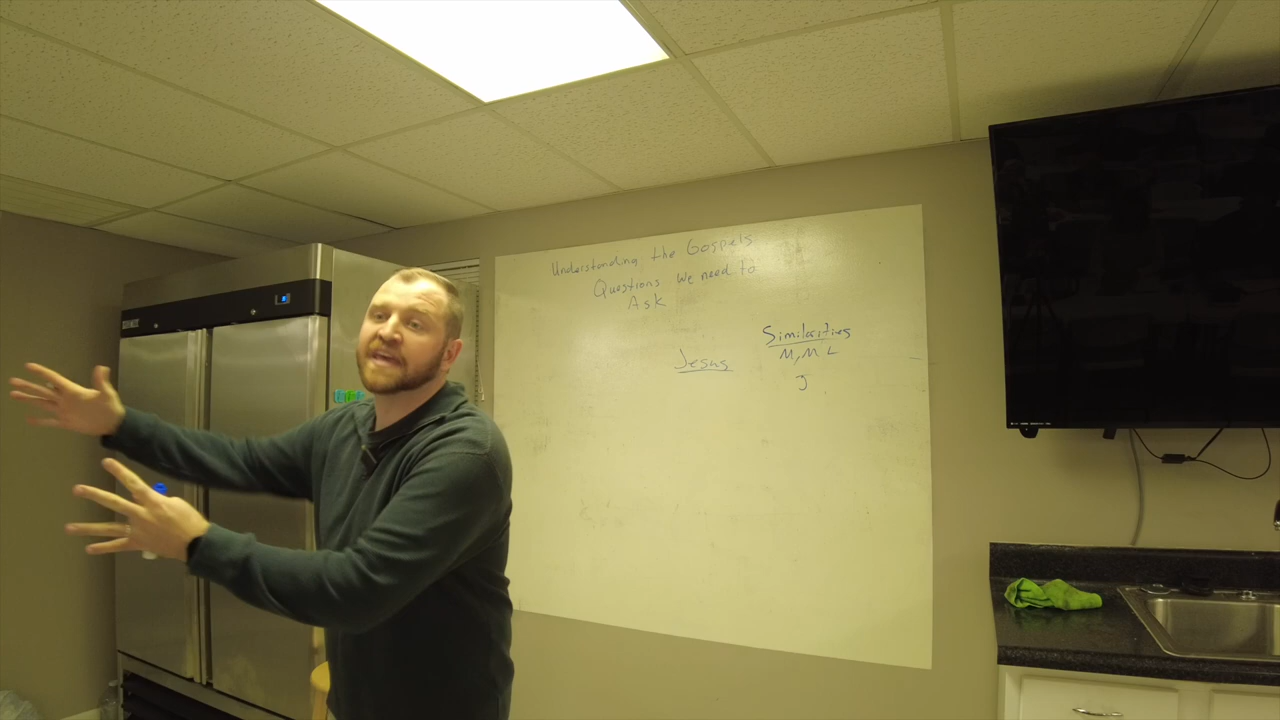 Understanding the Gospels
Questions we need to
Ask
Similarities
Jesus
M, M L
J